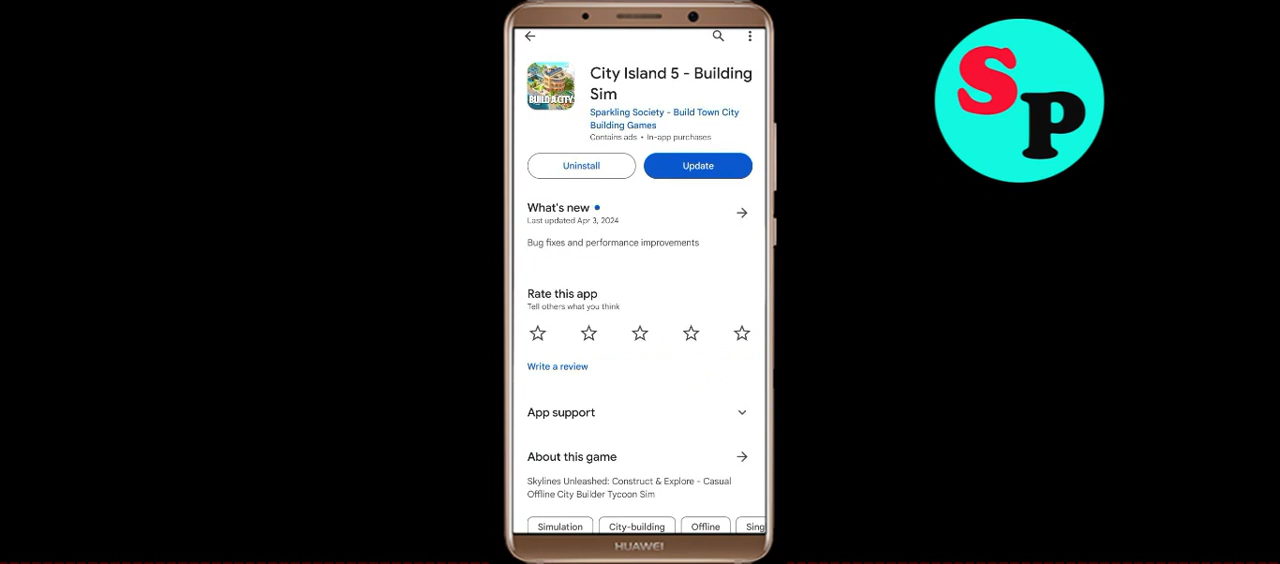 City Island 5 - Building
Sim
BUILD A CITY
Sparkling Society - Build Town City
Building Games
Contains ads • In-app purchases
Uninstall
Update
What's new
Last updated Apr 3, 2024
Bug fixes and performance improvements
Rate this app
Tell others what you think
Write a review
App support
About this game
Skylines Unleashed: Construct & Explore - Casual
Offline City Builder Tycoon Sim
Simulation
City-building
Offline
Sing
HUAWEI
SP